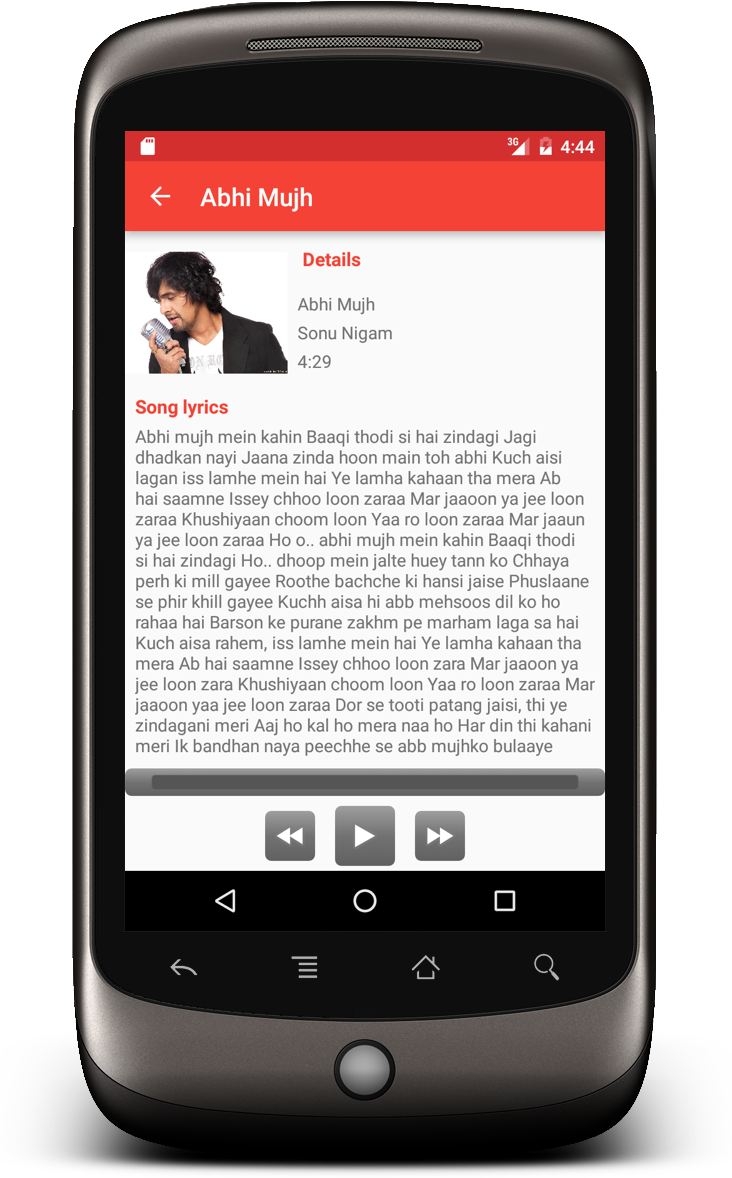 3G 4:44
Abhi Mujh
Details
Abhi Mujh
Sonu Nigam
4:29
Song lyrics
Abhi mujh mein kahin Baaqi thodi si hai zindagi Jagi
dhadkan nayi Jaana zinda hoon main toh abhi Kuch aisi
lagan iss lamhe mein hai Ye lamha kahaan tha mera Ab
hai saamne Issey chhoo loon zaraa Mar jaaoon ya jee loon
zaraa Khushiyaan choom loon Yaa ro loon zaraa Mar jaaun
ya jee loon zaraa Ho o.. abhi mujh mein kahin Baaqi thodi
si hai zindagi Ho.. dhoop mein jalte huey tann ko Chhaya
perh ki mill gayee Roothe bachche ki hansi jaise Phuslaane
se phir khill gayee Kuchh aisa hi abb mehsoos dil ko ho
rahaa hai Barson ke purane zakhm pe marham laga sa hai
Kuch aisa rahem, iss lamhe mein hai Ye lamha kahaan tha
mera Ab hai saamne Issey chhoo loon zara Mar jaaoon ya
jee loon zara Khushiyaan choom loon Yaa ro loon zaraa Mar
jaaoon yaa jee loon zaraa Dor se tooti patang jaisi, thi ye
zindagani meri Aaj ho kal ho mera naa ho Har din thi kahani
meri Ik bandhan naya peechhe se abb mujhko bulaaye